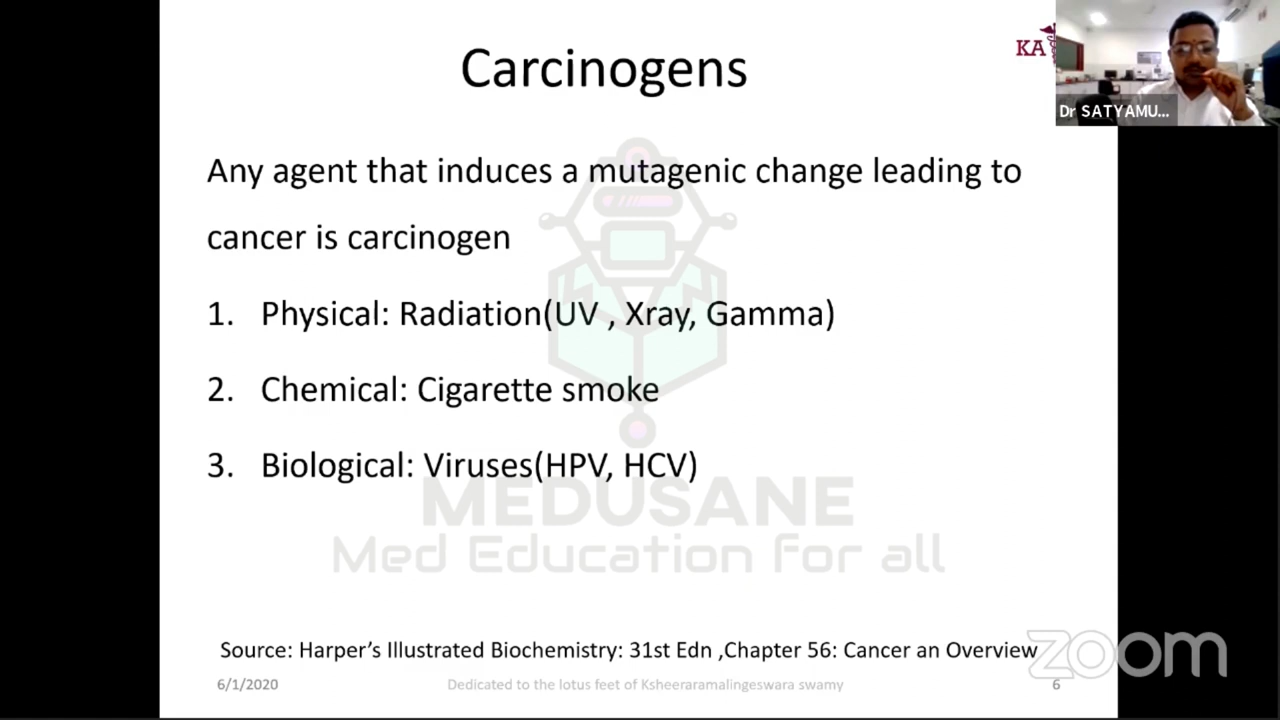 Carcinogens
KA
Dr SATYAMU...
Any agent that induces a mutagenic change leading to
cancer is carcinogen
1. Physical: Radiation(UV , Xray, Gamma)
2. Chemical: Cigarette smoke
3. Biological: Viruses(HPV, HCV)
MEDUSANE
Med Education for all
Source: Harper's Illustrated Biochemistry: 31st Edn ,Chapter 56: Cancer an Overview
zoom
6/1/2020 Dedicated to the lotus feet of Ksheeraramalingeswara swamy 6